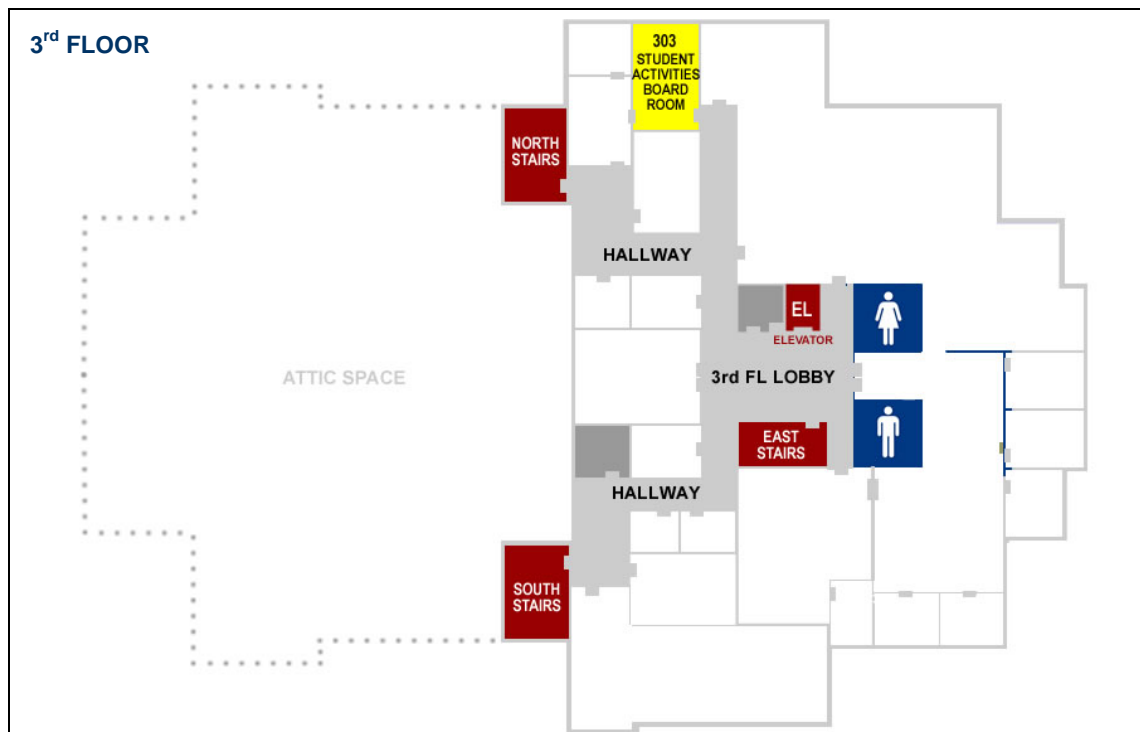 3rd FLOOR
303
STUDENT
ACTIVITIES
BOARD
ROOM
NORTH
STAIRS
HALLWAY
EL
ELEVATOR
ATTIC SPACE
3rd FL LOBBY
EAST
STAIRS
HALLWAY
SOUTH
STAIRS